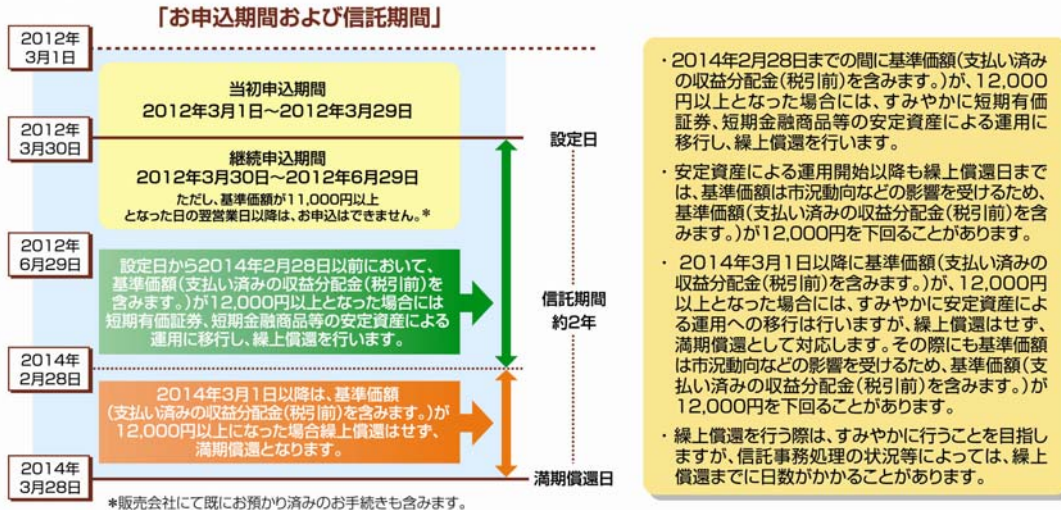 「お申込期間および信託期間」
2012年
3月1日
当初申込期間
2012年3月1日～2012年3月29日
2012年
3月30日
設定日
継続申込期間
2012年3月30日～2012年6月29日
ただし、基準価額が11,000円以上
となった日の翌営業日以降は、お申込はできません。*
2012年
6月29日
設定日から2014年2月28日以前において、
基準価額(支払い済みの収益分配金(税引前)を
含みます。)が12,000円以上となった場合には
短期有価証券、短期金融商品等の安定資産による
運用に移行し、繰上償還を行います。
信託期間
約2年
2014年
2月28日
2014年3月1日以降は、基準価額
(支払い済みの収益分配金(税引前)を含みます。)が
12,000円以上になった場合繰上償還はせず、
満期償還となります。
2014年
3月28日
満期償還日
*販売会社にて既にお預かり済みのお手続きも含みます。
・2014年2月28日までの間に基準価額(支払い済み
の収益分配金(税引前)を含みます。)が、12,000
円以上となった場合には、すみやかに短期有価
証券、短期金融商品等の安定資産による運用に
移行し、繰上償還を行います。
・安定資産による運用開始以降も繰上償還日まで
は、基準価額は市況動向などの影響を受けるため、
基準価額(支払い済みの収益分配金(税引前)を含
みます。)が12,000円を下回ることがあります。
・2014年3月1日以降に基準価額(支払い済みの
収益分配金(税引前)を含みます。)が、12,000円
以上となった場合には、すみやかに安定資産によ
る運用への移行は行いますが、繰上償還はせず、
満期償還として対応します。その際にも基準価額
は市況動向などの影響を受けるため、基準価額(支
払い済みの収益分配金(税引前)を含みます。)が
12,000円を下回ることがあります。
・繰上償還を行う際は、すみやかに行うことを目指し
ますが、信託事務処理の状況等によっては、繰上
償還までに日数がかかることがあります。